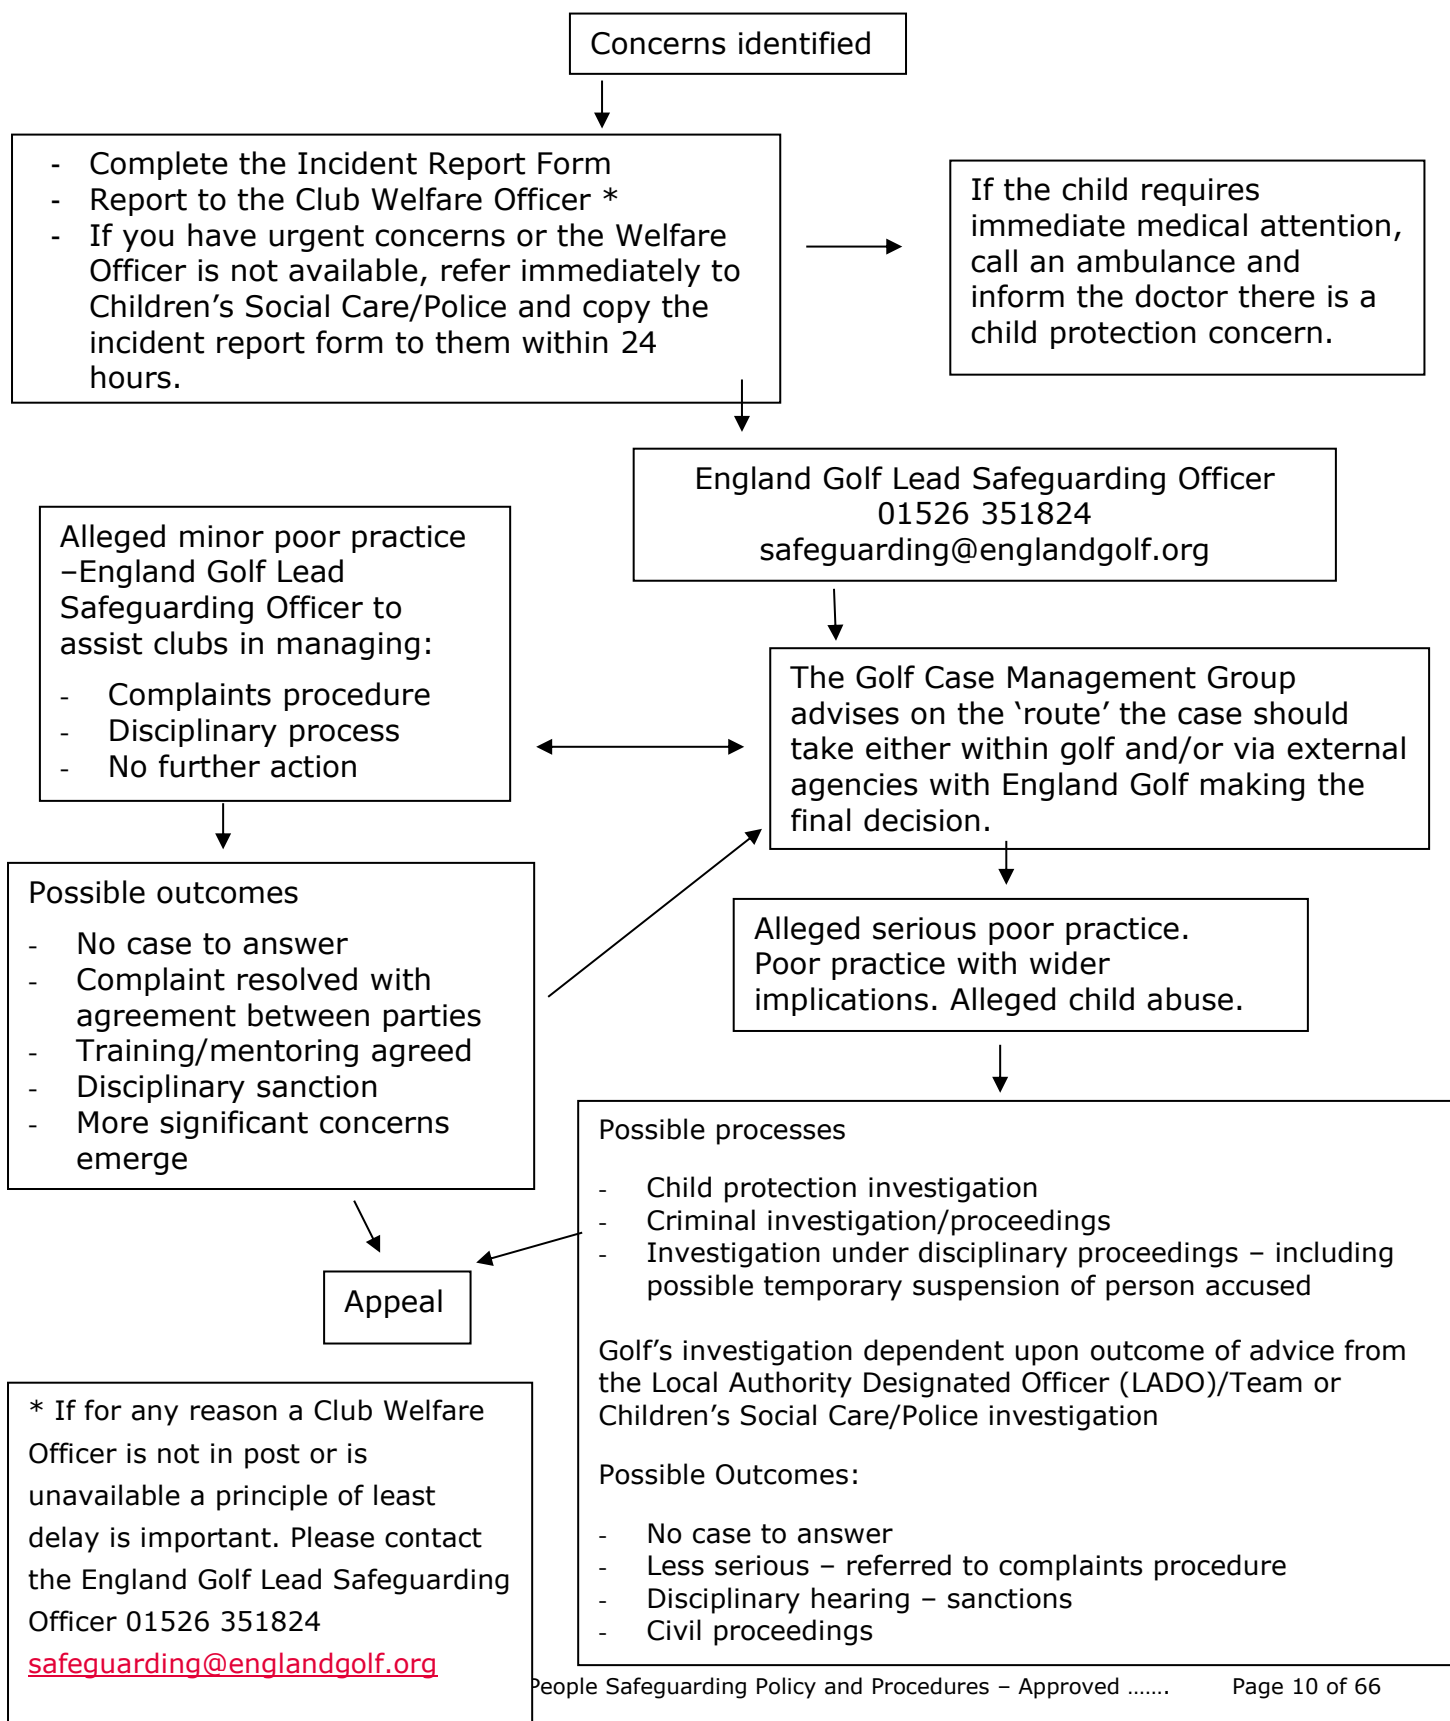 Concerns identified
- Complete the Incident Report Form
- Report to the Club Welfare Officer *
- If you have urgent concerns or the Welfare
Officer is not available, refer immediately to
Children’s Social Care/Police and copy the
incident report form to them within 24
hours.
If the child requires
immediate medical attention,
call an ambulance and
inform the doctor there is a
child protection concern.
England Golf Lead Safeguarding Officer
01526 351824
safeguarding@englandgolf.org
Alleged minor poor practice
–England Golf Lead
Safeguarding Officer to
assist clubs in managing:
- Complaints procedure
- Disciplinary process
- No further action
The Golf Case Management Group
advises on the ‘route’ the case should
take either within golf and/or via external
agencies with England Golf making the
final decision.
Possible outcomes
- No case to answer
- Complaint resolved with
agreement between parties
- Training/mentoring agreed
- Disciplinary sanction
- More significant concerns
emerge
Alleged serious poor practice.
Poor practice with wider
implications. Alleged child abuse.
Possible processes
- Child protection investigation
- Criminal investigation/proceedings
- Investigation under disciplinary proceedings – including
possible temporary suspension of person accused
Golf’s investigation dependent upon outcome of advice from
the Local Authority Designated Officer (LADO)/Team or
Children’s Social Care/Police investigation
Possible Outcomes:
- No case to answer
- Less serious – referred to complaints procedure
- Disciplinary hearing – sanctions
- Civil proceedings
Appeal
* If for any reason a Club Welfare
Officer is not in post or is
unavailable a principle of least
delay is important. Please contact
the England Golf Lead Safeguarding
Officer 01526 351824
safeguarding@englandgolf.org
People Safeguarding Policy and Procedures – Approved ……. Page 10 of 66